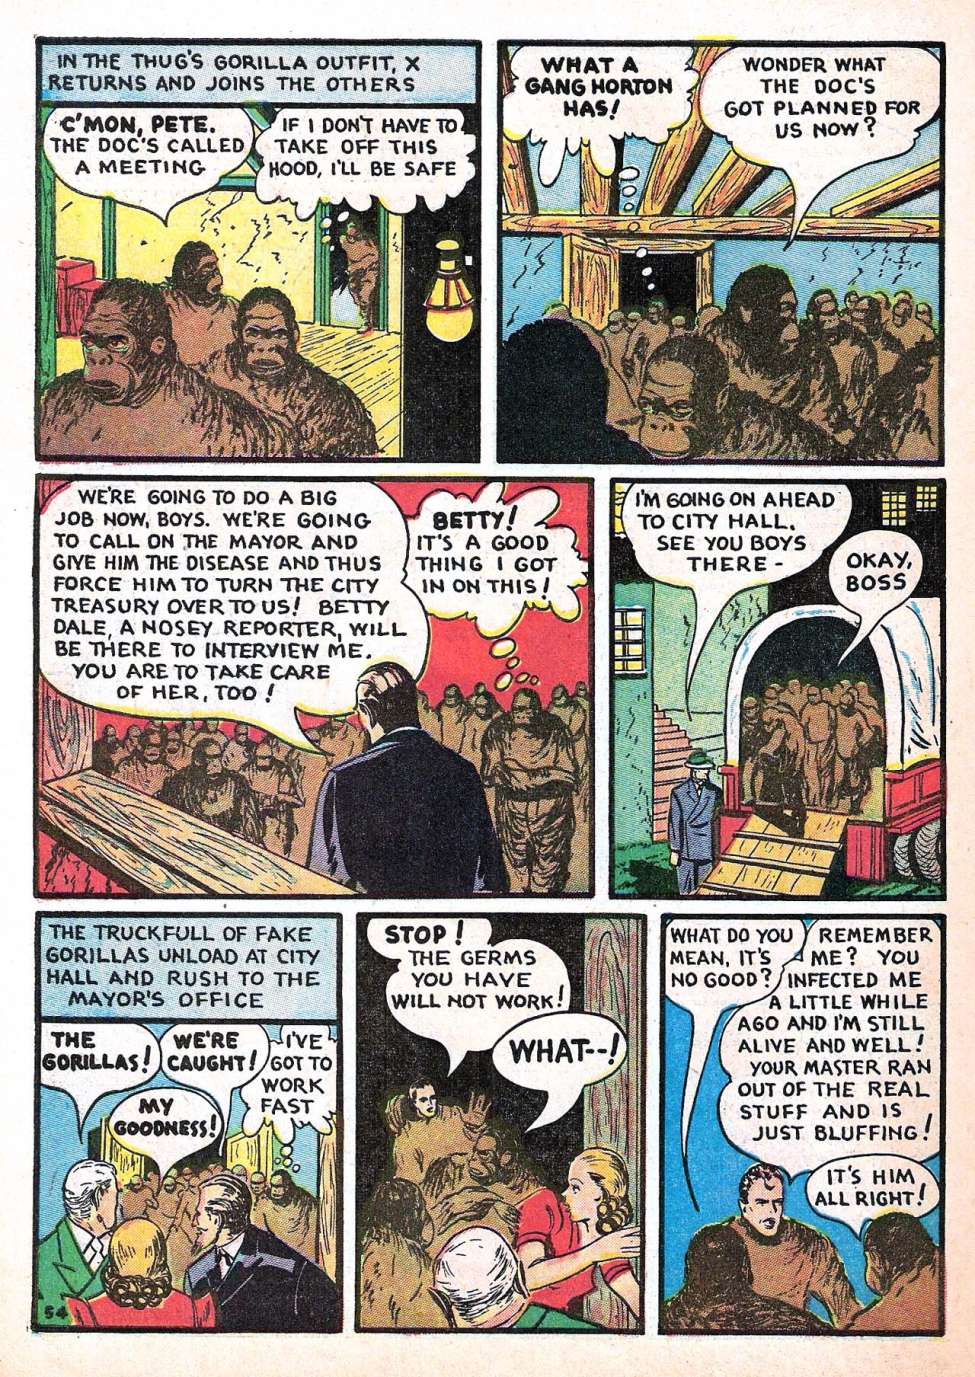 IN THE THUG'S GORILLA OUTFIT, X
RETURNS AND JOINS THE OTHERS
C'MON, PETE.
THE DOC'S CALLED
A MEETING
IF I DON'T HAVE TO
TAKE OFF THIS
HOOD, I'LL BE SAFE
WHAT A
GANG HORTON
HAS!
WONDER WHAT
THE DOC'S
GOT PLANNED FOR
US NOW?
WE'RE GOING TO DO A BIG
JOB NOW, BOYS. WE'RE GOING
TO CALL ON THE MAYOR AND
GIVE HIM THE DISEASE AND THUS
FORCE HIM TO TURN THE CITY
TREASURY OVER TO US! BETTY
DALE, A NOSEY REPORTER, WILL
BE THERE TO INTERVIEW ME.
YOU ARE TO TAKE CARE
OF HER, TOO!
BETTY!
IT'S A GOOD
THING I GOT
IN ON THIS!
I'M GOING ON AHEAD
TO CITY HALL.
SEE YOU BOYS
THERE-
OKAY,
BOSS
THE TRUCKFULL OF FAKE
GORILLAS UNLOAD AT CITY
HALL AND RUSH TO THE
MAYOR'S OFFICE
THE
GORILLAS!
MY
GOODNESS!
WE'RE
CAUGHT!
I'VE
GOT TO
WORK
FAST
54
STOP!
THE GERMS
YOU HAVE
WILL NOT WORK!
WHAT--!
WHAT DO YOU
MEAN, IT'S
NO GOOD?
REMEMBER
ME? YOU
INFECTED ME
A LITTLE WHILE
AGO AND I'M STILL
ALIVE AND WELL!
YOUR MASTER RAN
OUT OF THE REAL
STUFF AND IS
JUST BLUFFING!
IT'S HIM
ALL RIGHT!